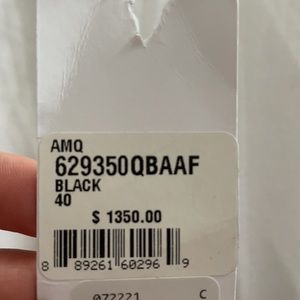 AMQ
629350QBAAF
BLACK
40
$ 1350.00
8 89261 60296 9
072221 C